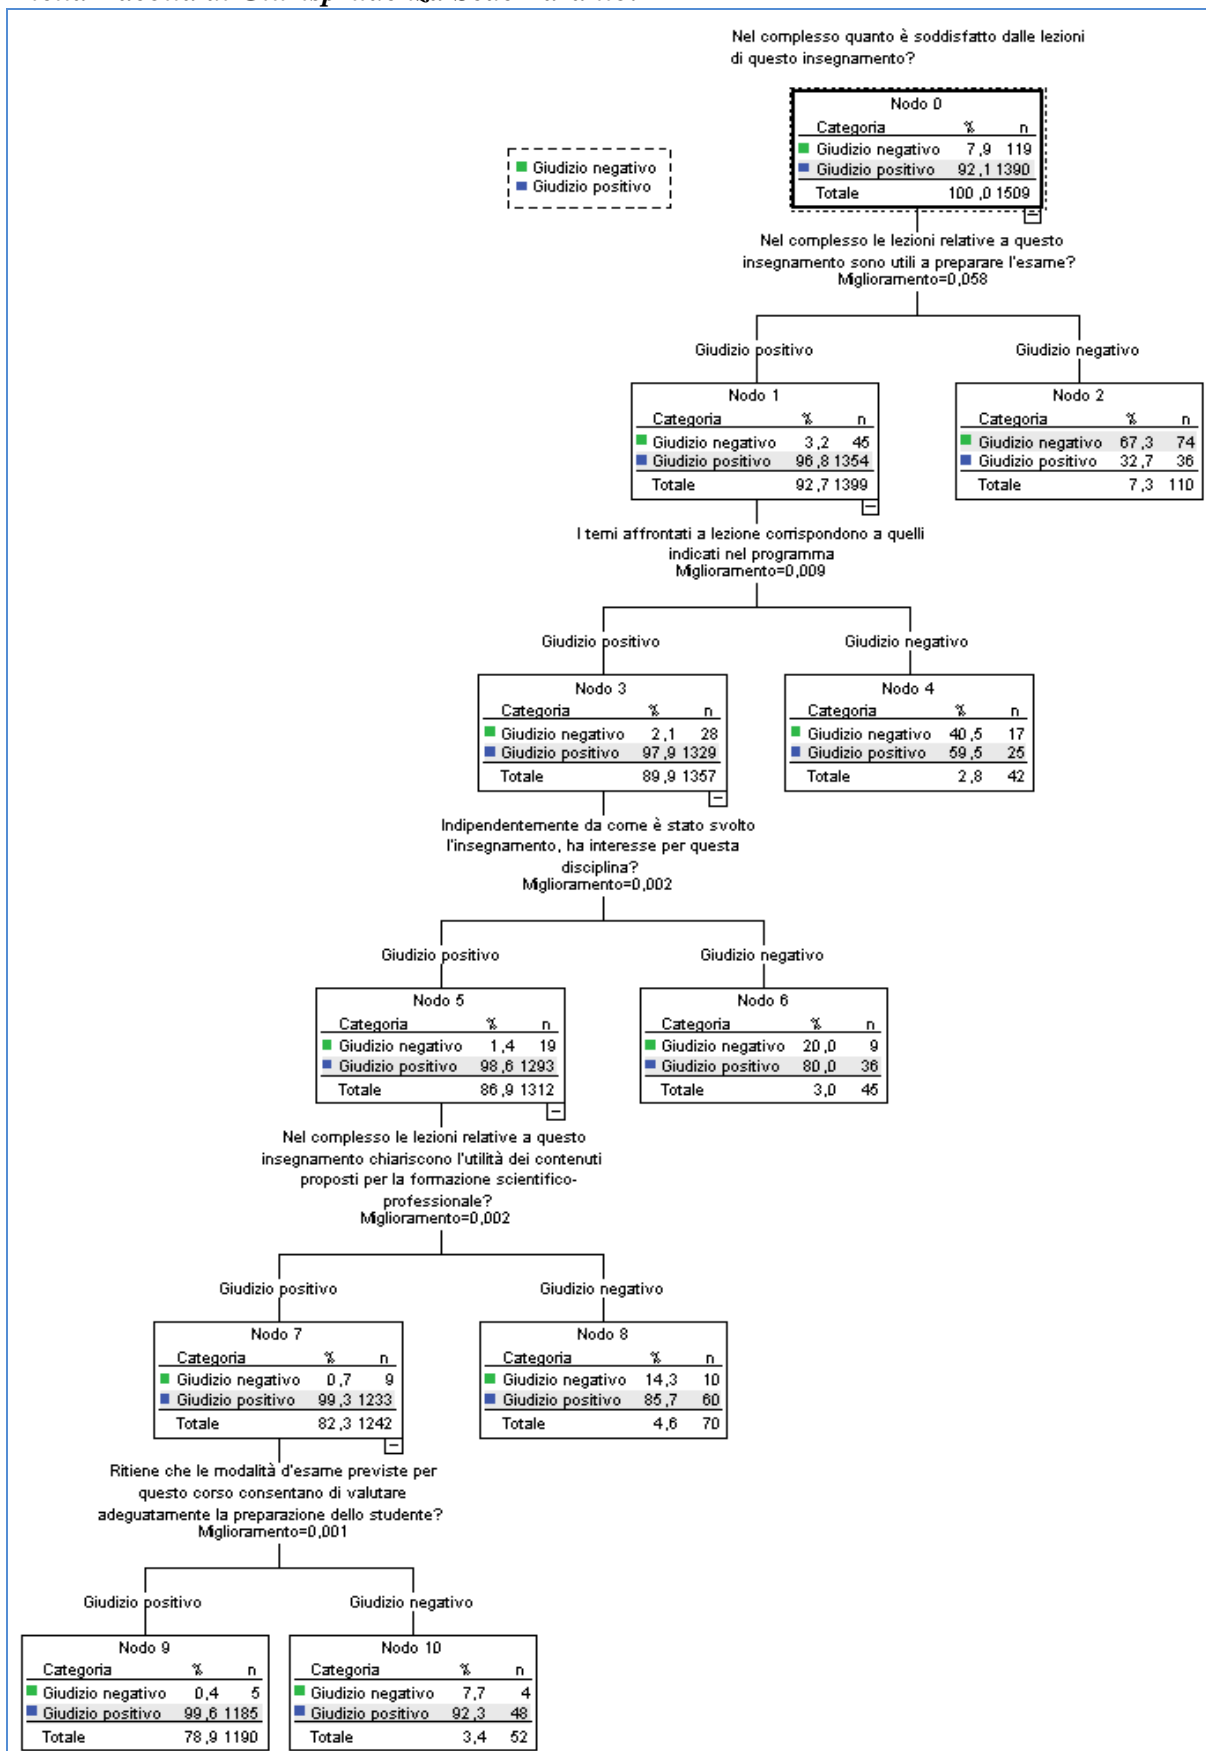 Nel complesso quanto è soddisfatto dalle lezioni
di questo insegnamento?
Giudizio negativo
Giudizio positivo
Nodo 0
Categoria % n
Giudizio negativo 7,9 119
Giudizio positivo 92,1 1390
Totale 100,0 1509
Nel complesso le lezioni relative a questo
insegnamento sono utili a preparare l'esame?
Miglioramento=0,058
Giudizio positivo
Giudizio negativo
Nodo 1
Categoria % n
Giudizio negativo 3,2 45
Giudizio positivo 96,8 1354
Totale 92,7 1399
Nodo 2
Categoria % n
Giudizio negativo 67,3 74
Giudizio positivo 32,7 36
Totale 7,3 110
I temi affrontati a lezione corrispondono a quelli
indicati nel programma
Miglioramento=0,009
Giudizio positivo
Giudizio negativo
Nodo 3
Categoria % n
Giudizio negativo 2,1 28
Giudizio positivo 97,9 1329
Totale 89,9 1357
Nodo 4
Categoria % n
Giudizio negativo 40,5 17
Giudizio positivo 59,5 25
Totale 2,8 42
Indipendentemente da come è stato svolto
l'insegnamento, ha interesse per questa
disciplina?
Miglioramento=0,002
Giudizio positivo
Giudizio negativo
Nodo 5
Categoria % n
Giudizio negativo 1,4 19
Giudizio positivo 98,6 1293
Totale 86,9 1312
Nodo 6
Categoria % n
Giudizio negativo 20,0 9
Giudizio positivo 80,0 36
Totale 3,0 45
Nel complesso le lezioni relative a questo
insegnamento chiariscono l'utilità dei contenuti
proposti per la formazione scientifico-
professionale?
Miglioramento=0,002
Giudizio positivo
Giudizio negativo
Nodo 7
Categoria % n
Giudizio negativo 0,7 9
Giudizio positivo 99,3 1233
Totale 82,3 1242
Nodo 8
Categoria % n
Giudizio negativo 14,3 10
Giudizio positivo 85,7 60
Totale 4,6 70
Ritiene che le modalità d'esame previste per
questo corso consentano di valutare
adeguatamente la preparazione dello studente?
Miglioramento=0,001
Giudizio positivo
Giudizio negativo
Nodo 9
Categoria % n
Giudizio negativo 0,4 5
Giudizio positivo 99,6 1185
Totale 78,9 1190
Nodo 10
Categoria % n
Giudizio negativo 7,7 4
Giudizio positivo 92,3 48
Totale 3,4 52